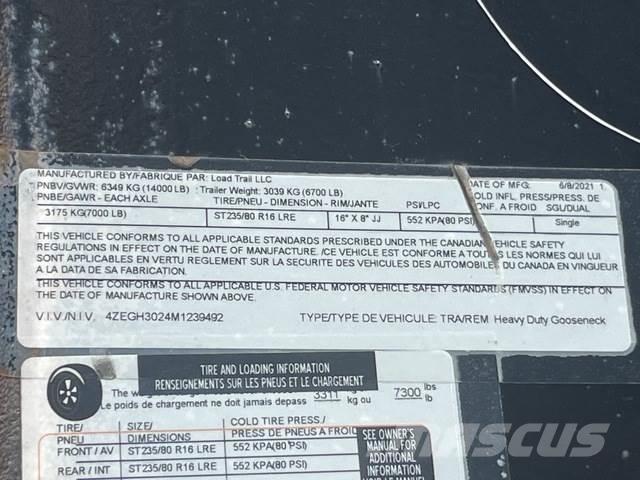 MANUFACTURED BY/FABRIQUE PAR: Load Trail LLC DATE OF MFG: 6/8/2021
PNBV/GVWR: 6349 KG (14000 LB) Trailer Weight: 3039 KG (6700 LB) COLD INFL. PRESS/PRESS. DE
PNBE/GAWR - EACH AXLE TIRE/PNEU - DIMENSION - RIM/JANTE PSI/LPC CONF. A FROID SGL/DUAL
3175 KG(7000 LB) ST235/80 R16 LRE 16" X 6" JJ 552 KPA(80 PSI) Single
THIS VEHICLE CONFORMS TO ALL APPLICABLE STANDARDS PRESCRIBED UNDER THE CANADIAN VEHICLE SAFETY
REGULATIONS IN EFFECT ON THE DATE OF MANUFACTURE. /CE VEHICLE EST CONFORME A TOUTES LES NORMES QUI
SONT APPLICABLES EN VERTU REGLEMENT SUR LA SECURITE DES VEHICULES DES AUTOMOBILES DU CANADA EN VINGUEUR
A LA DATA DE SA FABRICATION.
THIS VEHICLE CONFORMS TO ALL APPLICABLE U.S. FEDERAL MOTOR VEHICLE SAFETY STANDARDS (FMVSS) IN EFFECT ON
THE DATE OF MANUFACTURE SHOWN ABOVE.
V.I.V./N.I.V. 4ZEGH3024M1239492 TYPE/TYPE DE VEHICULE: TRA/REM Heavy Duty Gooseneck
TIRE AND LOADING INFORMATION
RENSEIGNEMENTS SUR LES PNEUS ET LE CHARGEMENT
The 3311 kg 7300 lbs
Le poids de chargement ne doit jamais depass ou lb
TIRE/ SIZE/ COLD TIRE PRESS./
PNEU DIMENSIONS PRESS DE PNEUS A FROID
FRONT / AV ST235/80 R16 LRE 552 KPA(80 PSI)
REAR / INT ST235/80 R16 LRE 552 KPA(80 PSI)
SEE OWNER'S
MANUAL FOR
ADDITIONAL
INFORMATION
MANUEL
Mascus